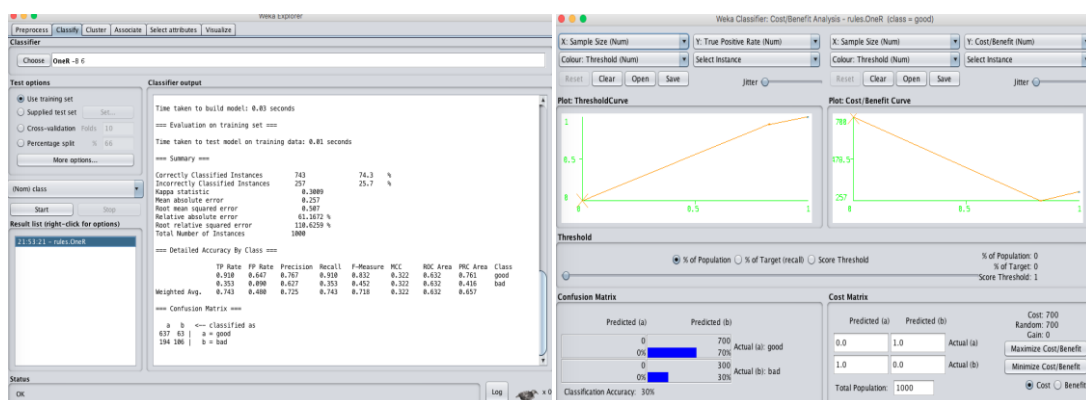 Weka Explorer
Preprocess Classify Cluster Associate Select attributes Visualize
Classifier
Choose OneR -B 6
Test options
Use training set
Supplied test set Set...
Cross-validation Folds 10
Percentage split % 66
More options...
(Nom) class
Start Stop
Result list (right-click for options)
21:53:21 - rules.OneR
Classifier output
Time taken to build model: 0.03 seconds
=== Evaluation on training set ===
Time taken to test model on training data: 0.01 seconds
=== Summary ===
Correctly Classified Instances 743 74.3 %
Incorrectly Classified Instances 257 25.7 %
Kappa statistic 0.3009
Mean absolute error 0.257
Root mean squared error 0.507
Relative absolute error 61.1672 %
Root relative squared error 110.6259 %
Total Number of Instances 1000
=== Detailed Accuracy By Class ===
TP Rate FP Rate Precision Recall F-Measure MCC ROC Area PRC Area Class
0.910 0.647 0.767 0.910 0.832 0.322 0.632 0.761 good
0.353 0.090 0.627 0.353 0.452 0.322 0.632 0.416 bad
Weighted Avg. 0.743 0.480 0.725 0.743 0.718 0.322 0.632 0.657
=== Confusion Matrix ===
a b <-- classified as
637 63 | a = good
194 106 | b = bad
Status
OK
Log x 0
Weka Classifier: Cost/Benefit Analysis - rules.OneR (class = good)
X: Sample Size (Num) Y: True Positive Rate (Num) X: Sample Size (Num) Y: Cost/Benefit (Num)
Colour: Threshold (Num) Select Instance Colour: Threshold (Num) Select Instance
Reset Clear Open Save Jitter Reset Clear Open Save Jitter
Plot: ThresholdCurve
1
0.5
0
0 0.5 1
Plot: Cost/Benefit Curve
700
478.5
257
0 0.5 1
Threshold
% of Population % of Target (recall) Score Threshold
% of Population: 0
% of Target: 0
Score Threshold: 1
Confusion Matrix
Predicted (a) Predicted (b)
0 700
0% 70% Actual (a): good
0 300
0% 30% Actual (b): bad
Classification Accuracy: 30%
Cost Matrix
Predicted (a) Predicted (b)
0.0 1.0 Actual (a)
1.0 0.0 Actual (b)
Total Population: 1000
Cost: 700
Random: 700
Gain: 0
Maximize Cost/Benefit
Minimize Cost/Benefit
Cost Benefit